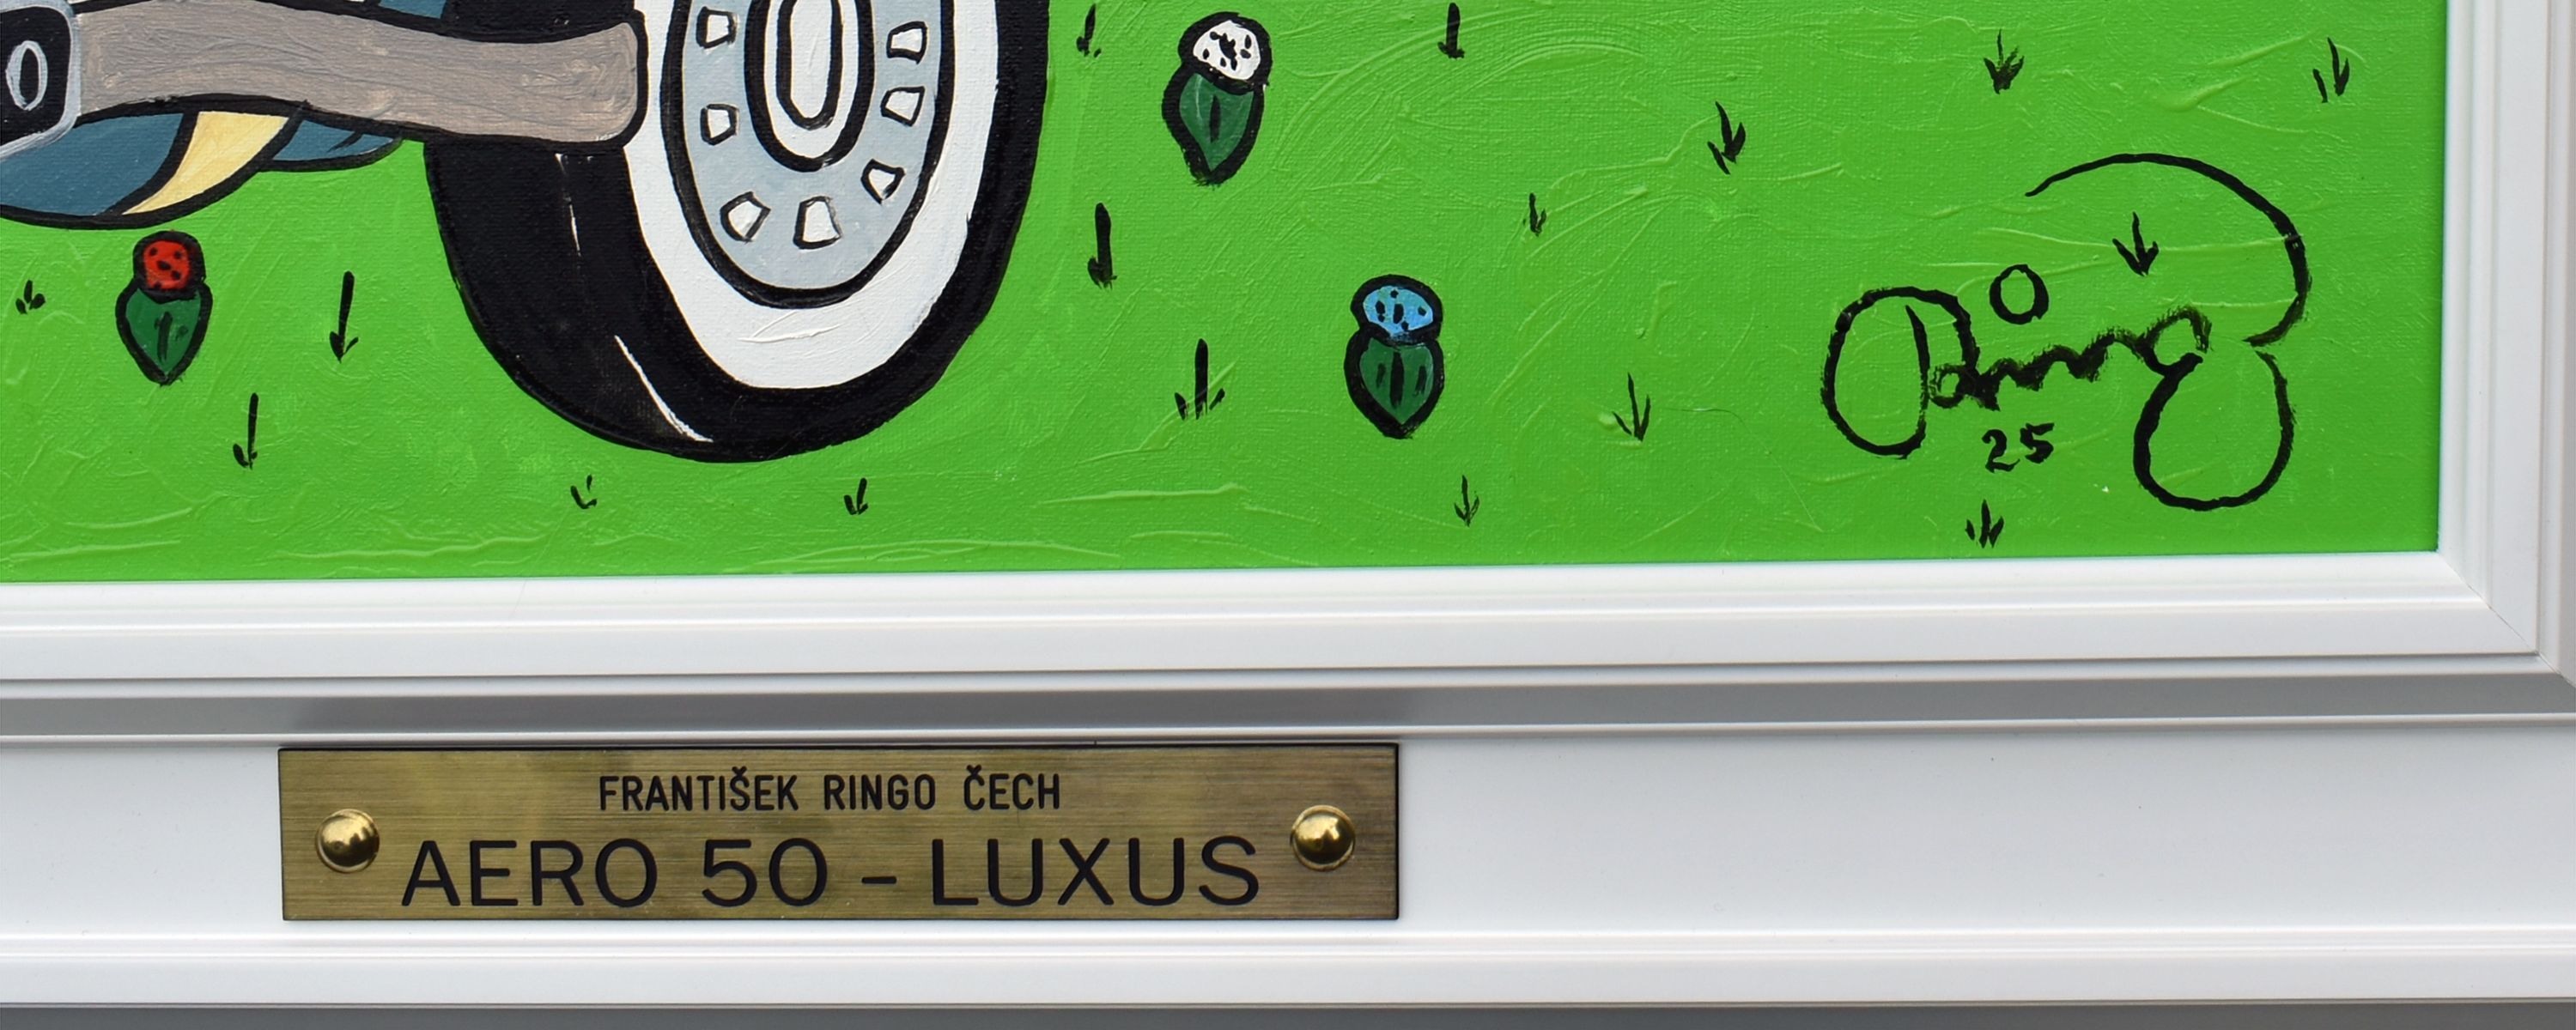 Ringo
25
FRANTIŠEK RINGO ČECH
AERO 50 - LUXUS